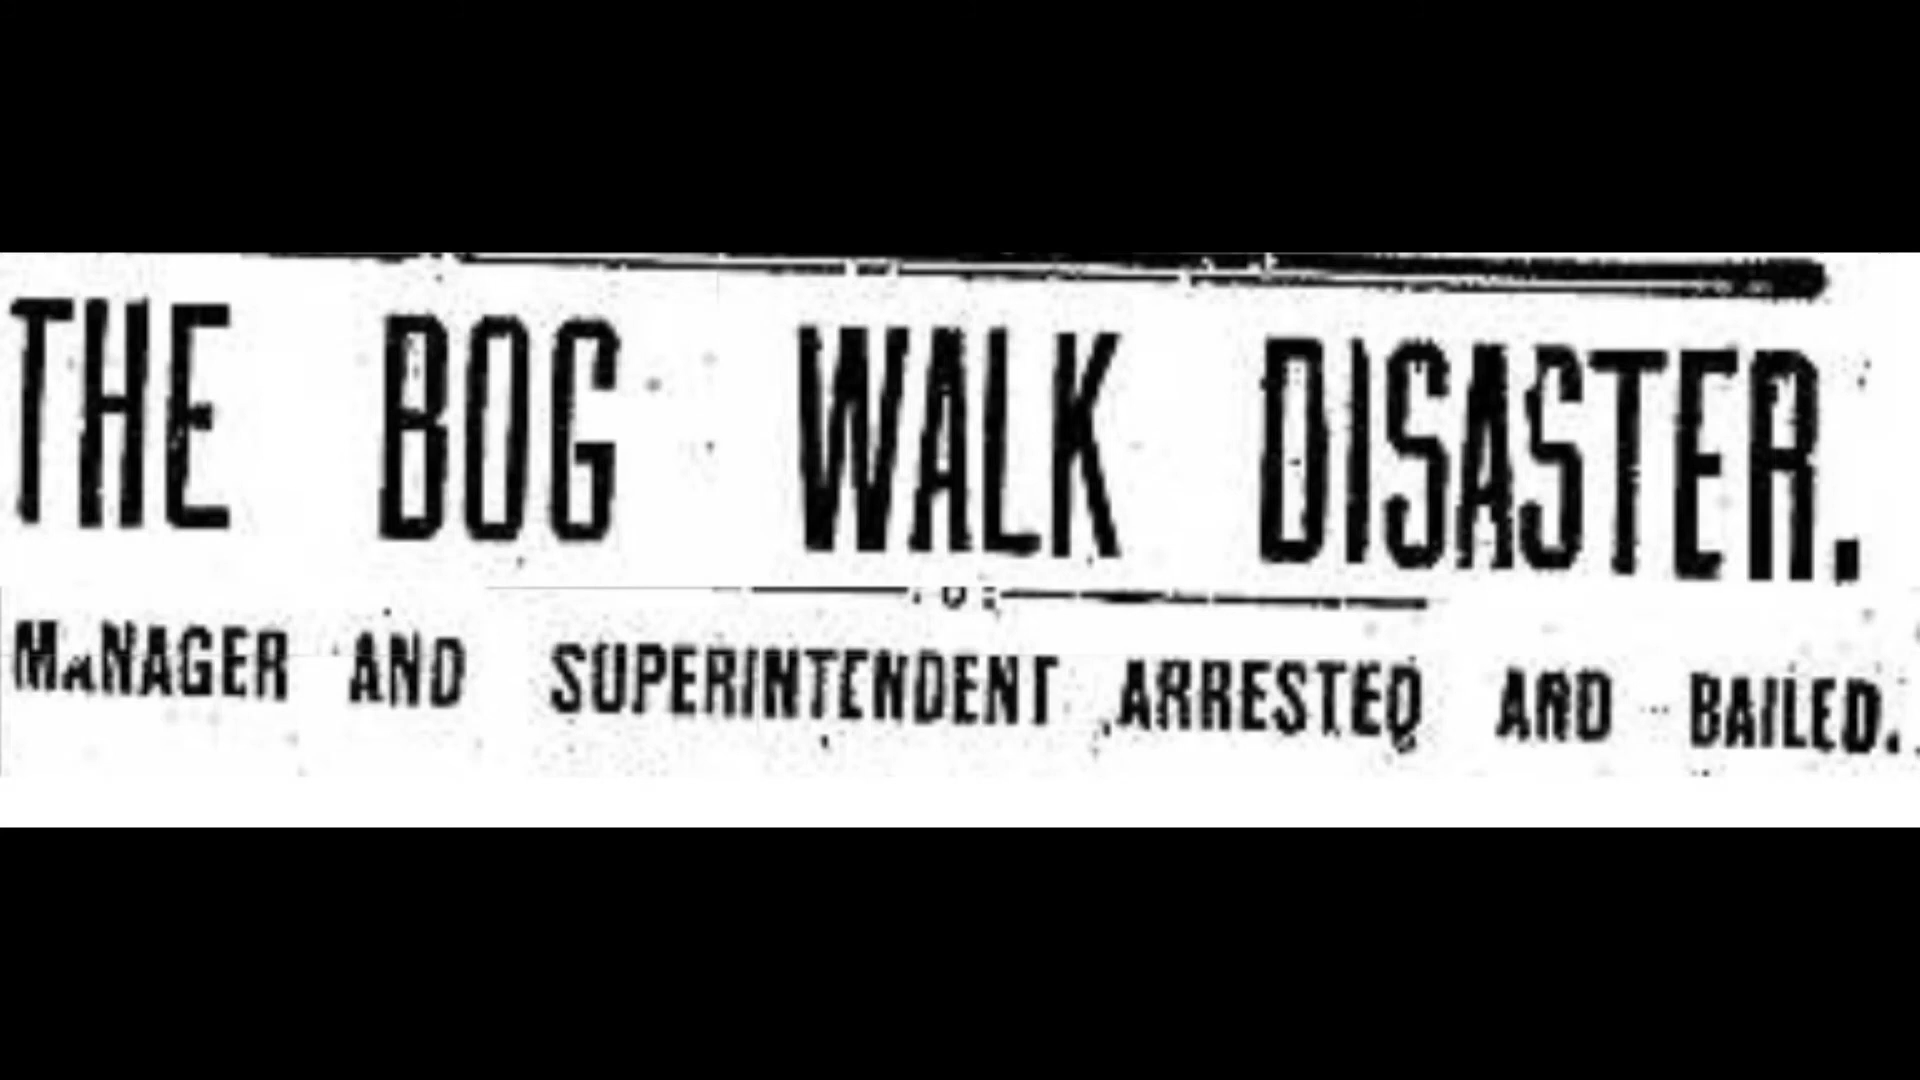 THE BOG WALK DISASTER.
MANAGER AND SUPERINTENDENT ARRESTED AND BAILED.